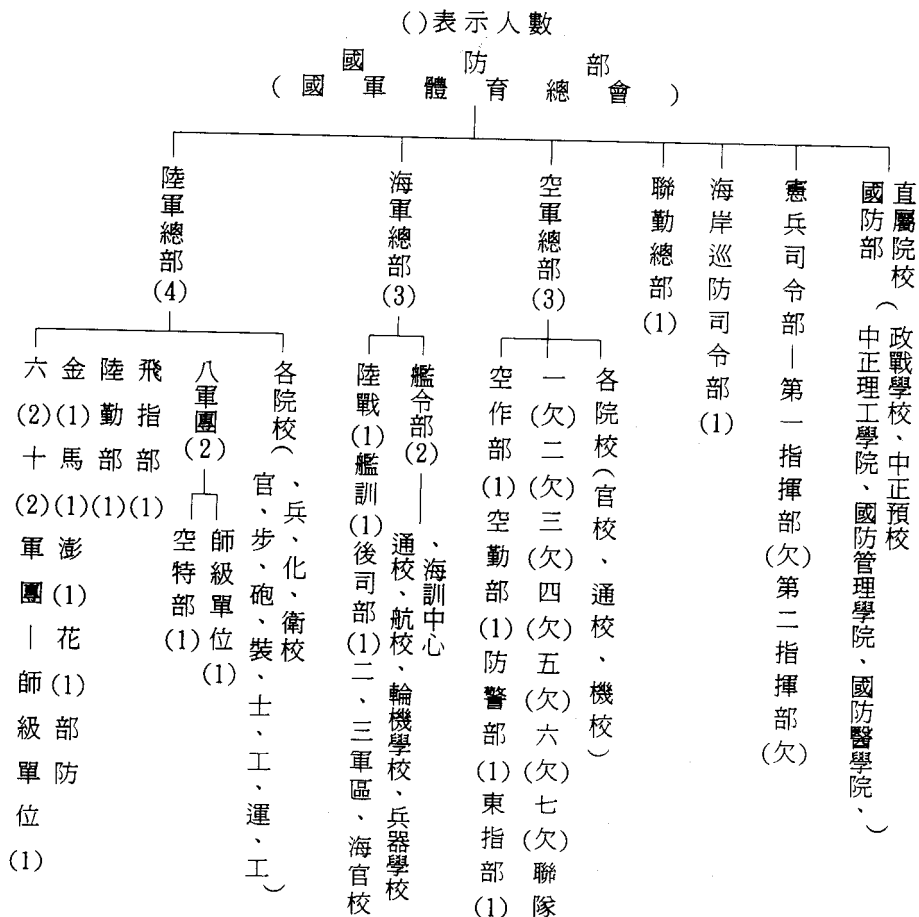 ()表示人數
國防部
(國軍體育總會)
陸軍總部(4)
海軍總部(3)
空軍總部(3)
聯勤總部(1)
海岸巡防司令部(1)
憲兵司令部—第一指揮部(欠)第二指揮部(欠)
直屬院校
國防部
(政戰學校、中正預校
中正理工學院、國防管理學院、國防醫學院、)
六(2)十(2)軍團—師級單位(1)
金(1)馬(1)澎(1)花(1)部防
陸勤部(1)
飛指部(1)
八軍團(2)
空特部(1)
師級單位(1)
各院校(
、兵、化、衛校
官、步、砲、裝、士、工、運、工)
陸戰(1)艦訓(1)後司部(1)二、三軍區、海官校
艦令部(2)
、海訓中心
通校、航校、輪機學校、兵器學校
空作部(1)空勤部(1)防警部(1)東指部(1)
一(欠)二(欠)三(欠)四(欠)五(欠)六(欠)七(欠)聯隊
各院校(官校、通校、機校)